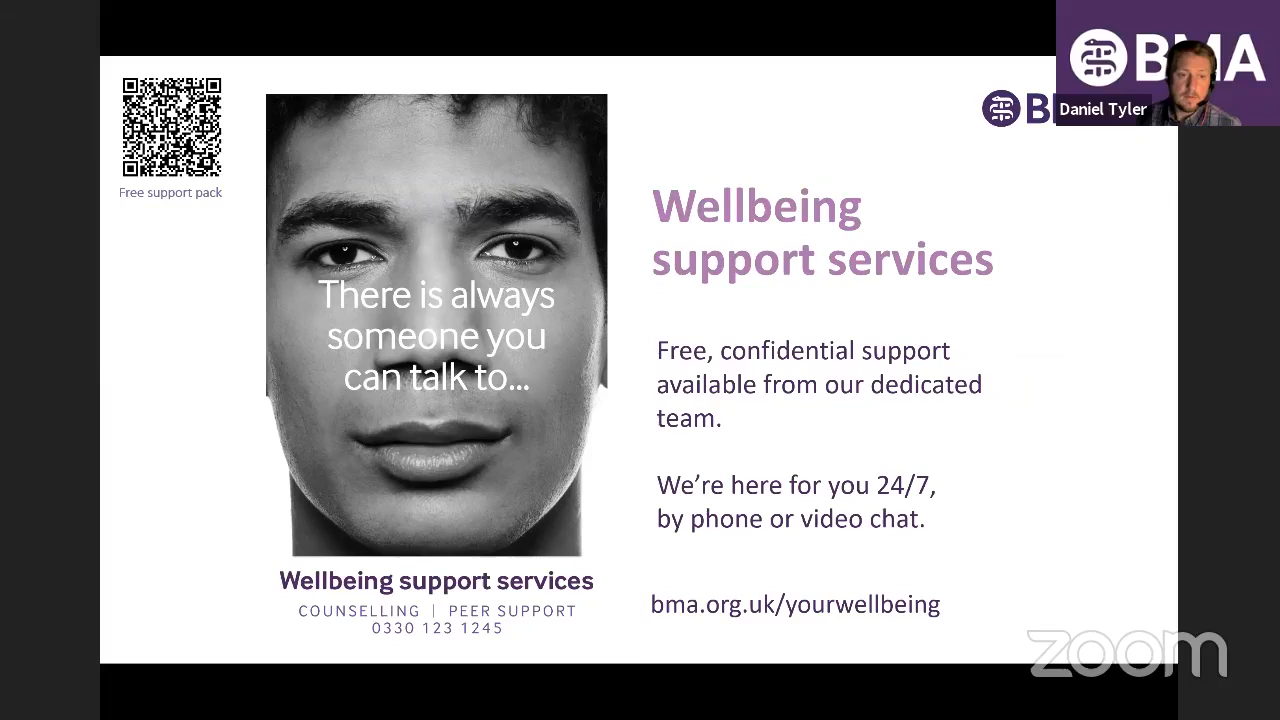 Free support pack
There is always
someone you
can talk to...
Wellbeing support services
COUNSELLING | PEER SUPPORT
0330 123 1245
Wellbeing
support services
Free, confidential support
available from our dedicated
team.
We’re here for you 24/7,
by phone or video chat.
bma.org.uk/yourwellbeing
BMA
Daniel Tyler
zoom